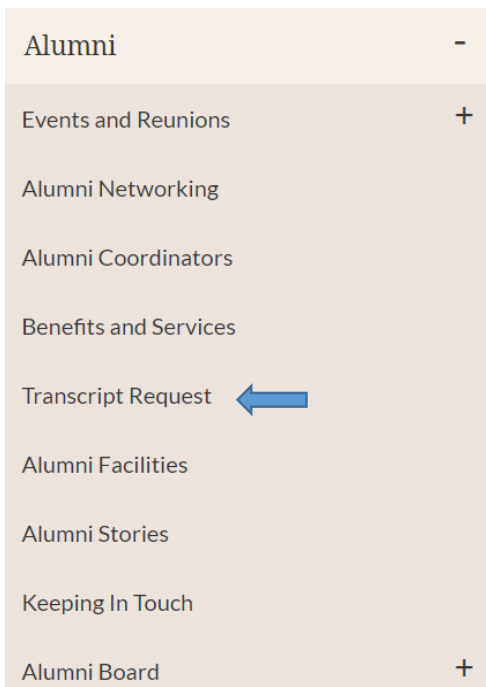 Alumni -
Events and Reunions +
Alumni Networking
Alumni Coordinators
Benefits and Services
Transcript Request
Alumni Facilities
Alumni Stories
Keeping In Touch
Alumni Board +